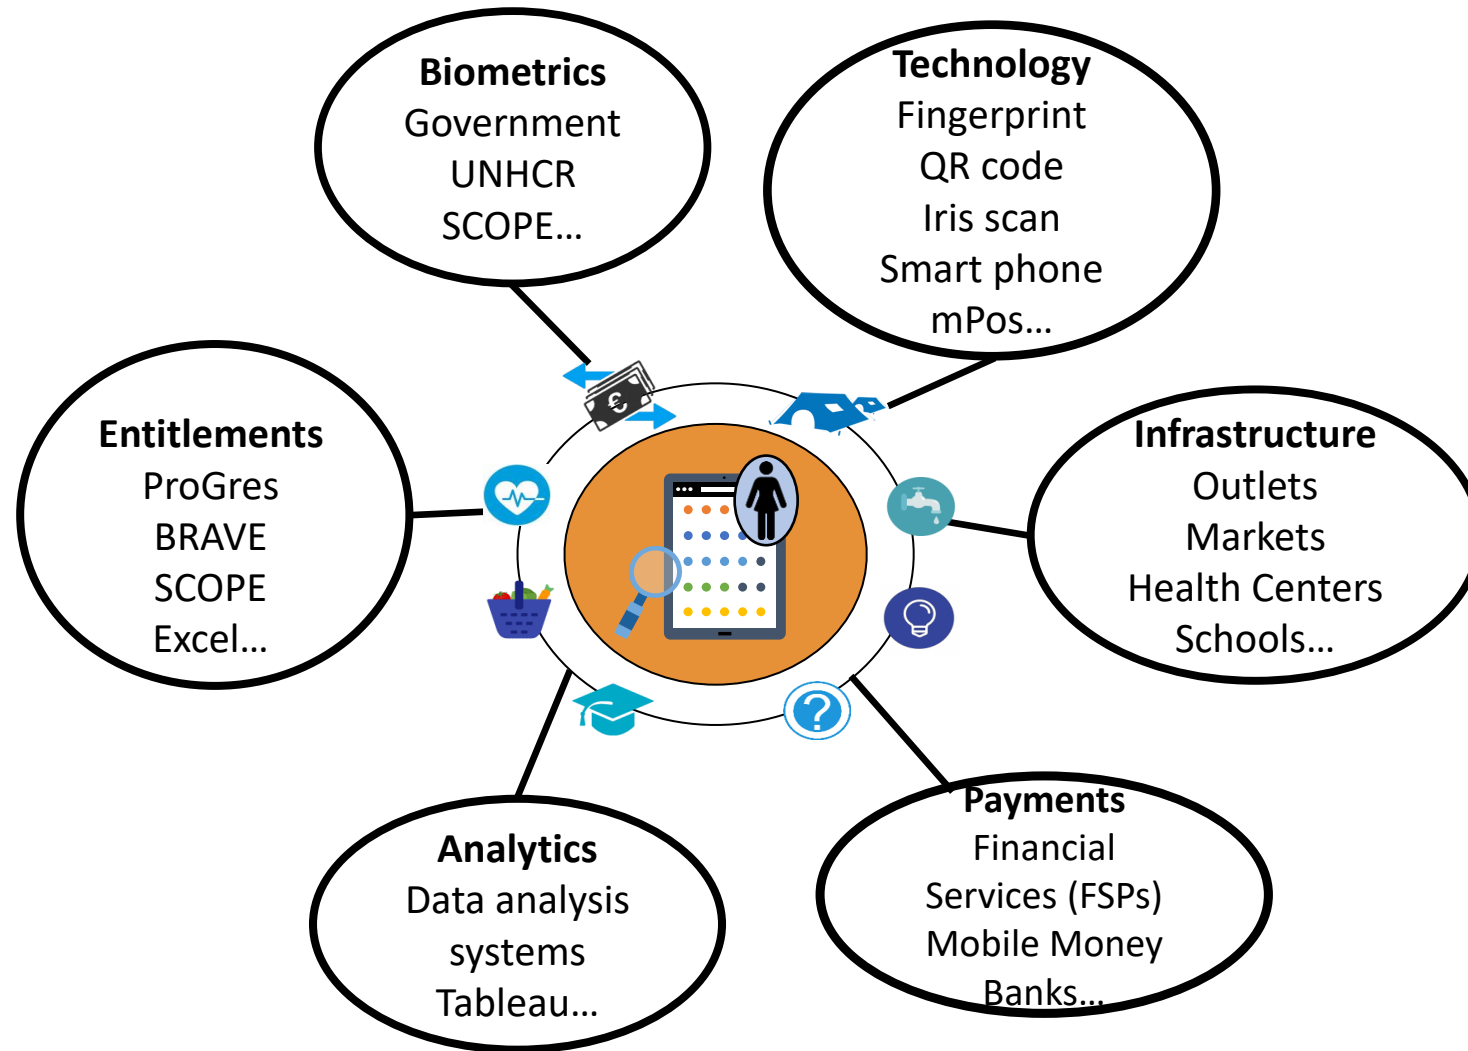 Biometrics
Government
UNHCR
SCOPE…
Technology
Fingerprint
QR code
Iris scan
Smart phone
mPos…
Entitlements
ProGres
BRAVE
SCOPE
Excel…
Infrastructure
Outlets
Markets
Health Centers
Schools…
Analytics
Data analysis
systems
Tableau…
Payments
Financial
Services (FSPs)
Mobile Money
Banks…
€
?